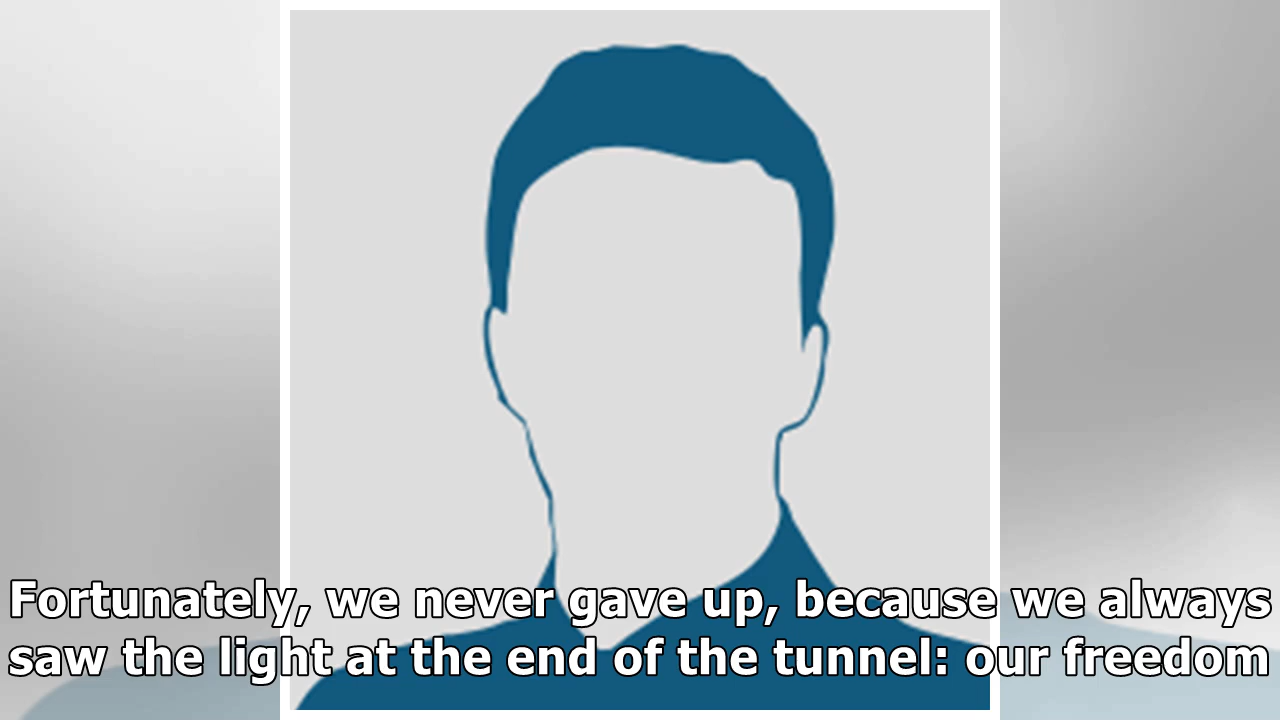 Fortunately, we never gave up, because we always
saw the light at the end of the tunnel: our freedom